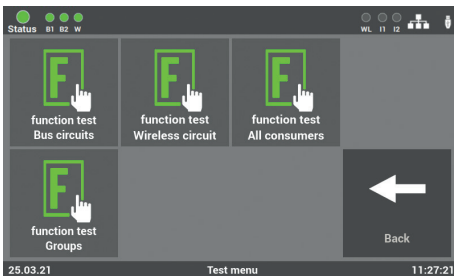 Status B1 B2 W WL I1 I2
F F F
function test function test function test
Bus circuits Wireless circuit All consumers
F
function test
Groups Back
25.03.21 Test menu 11:27:21